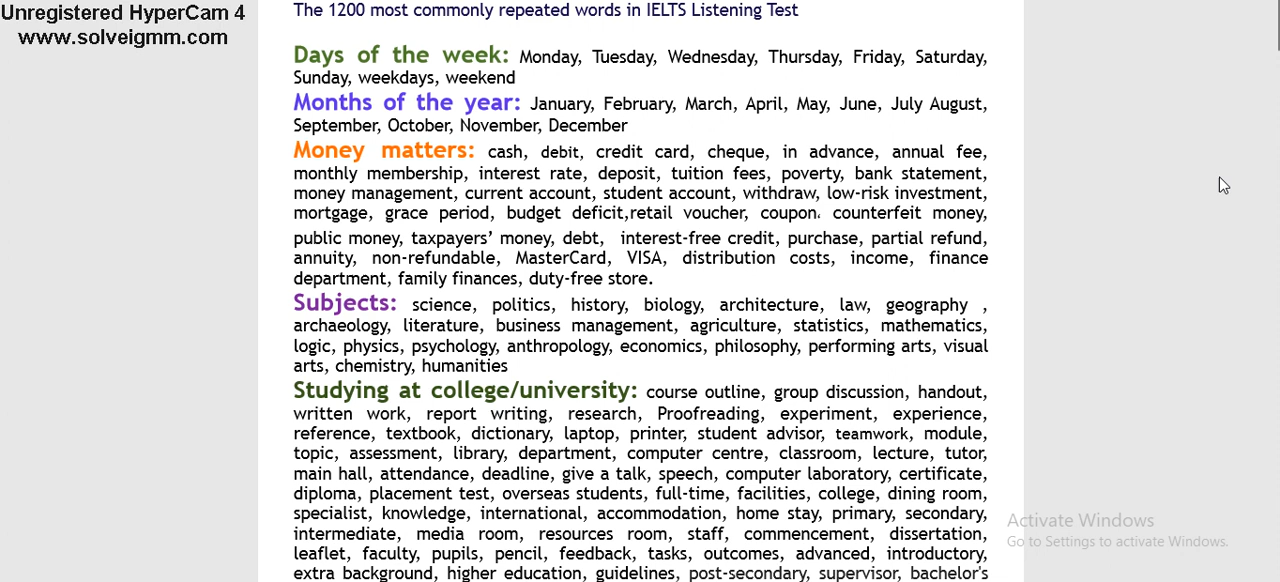 Unregistered HyperCam 4
www.solveigmm.com
The 1200 most commonly repeated words in IELTS Listening Test
Days of the week: Monday, Tuesday, Wednesday, Thursday, Friday, Saturday,
Sunday, weekdays, weekend
Months of the year: January, February, March, April, May, June, July August,
September, October, November, December
Money matters: cash, debit, credit card, cheque, in advance, annual fee,
monthly membership, interest rate, deposit, tuition fees, poverty, bank statement,
money management, current account, student account, withdraw, low-risk investment,
mortgage, grace period, budget deficit,retail voucher, coupon, counterfeit money,
public money, taxpayers’ money, debt, interest-free credit, purchase, partial refund,
annuity, non-refundable, MasterCard, VISA, distribution costs, income, finance
department, family finances, duty-free store.
Subjects: science, politics, history, biology, architecture, law, geography ,
archaeology, literature, business management, agriculture, statistics, mathematics,
logic, physics, psychology, anthropology, economics, philosophy, performing arts, visual
arts, chemistry, humanities
Studying at college/university: course outline, group discussion, handout,
written work, report writing, research, Proofreading, experiment, experience,
reference, textbook, dictionary, laptop, printer, student advisor, teamwork, module,
topic, assessment, library, department, computer centre, classroom, lecture, tutor,
main hall, attendance, deadline, give a talk, speech, computer laboratory, certificate,
diploma, placement test, overseas students, full-time, facilities, college, dining room,
specialist, knowledge, international, accommodation, home stay, primary, secondary,
intermediate, media room, resources room, staff, commencement, dissertation,
leaflet, faculty, pupils, pencil, feedback, tasks, outcomes, advanced, introductory,
extra background, higher education, guidelines, post-secondary, supervisor, bachelor's
Activate Windows
Go to Settings to activate Windows.